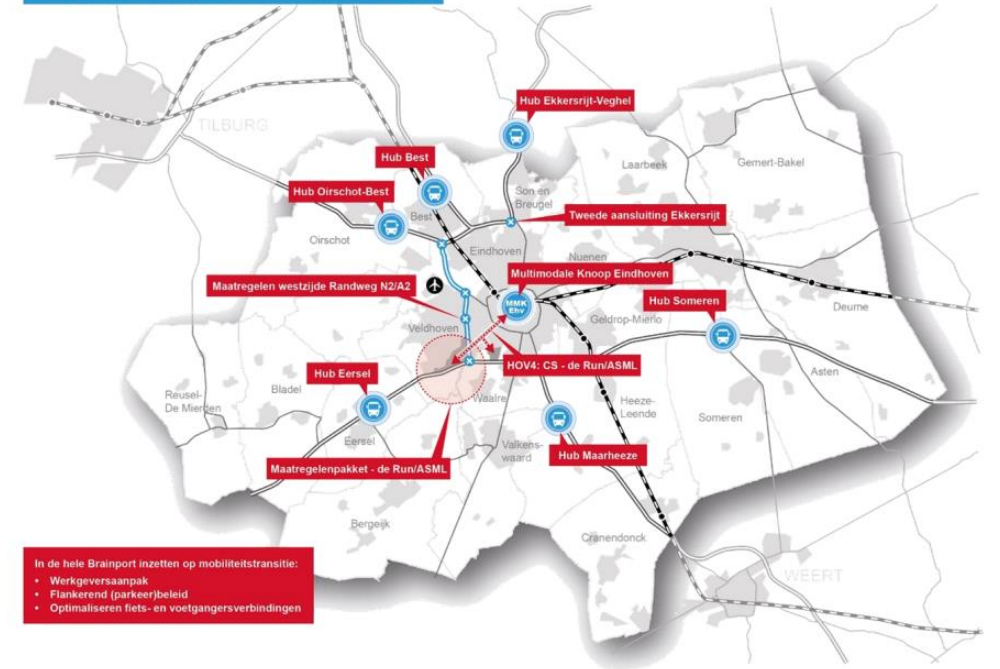 Hub Ekkersrijt-Veghel
TILBURG
Laarbeek
Gemert-Bakel
Hub Best
Hub Oirschot-Best
Son en
Breugel
Best
Tweede aansluiting Ekkersrijt
Oirschot
Eindhoven
Nuenen
Multimodale Knoop Eindhoven
Maatregelen westzijde Randweg N2/A2
MMK
Ehv
Hub Someren
Deurne
Geldrop-Mierlo
Veldhoven
HOV4: CS - de Run/ASML
Asten
Hub Eersel
Bladel
Reusel-
De Mierden
Waalre
Heeze-
Leende
Someren
Eersel
Valkens-
waard
Hub Maarheeze
Maatregelenpakket - de Run/ASML
Bergeijk
Cranendonck
WEERT
In de hele Brainport inzetten op mobiliteitstransitie:
• Werkgeversaanpak
• Flankerend (parkeer)beleid
• Optimaliseren fiets- en voetgangersverbindingen